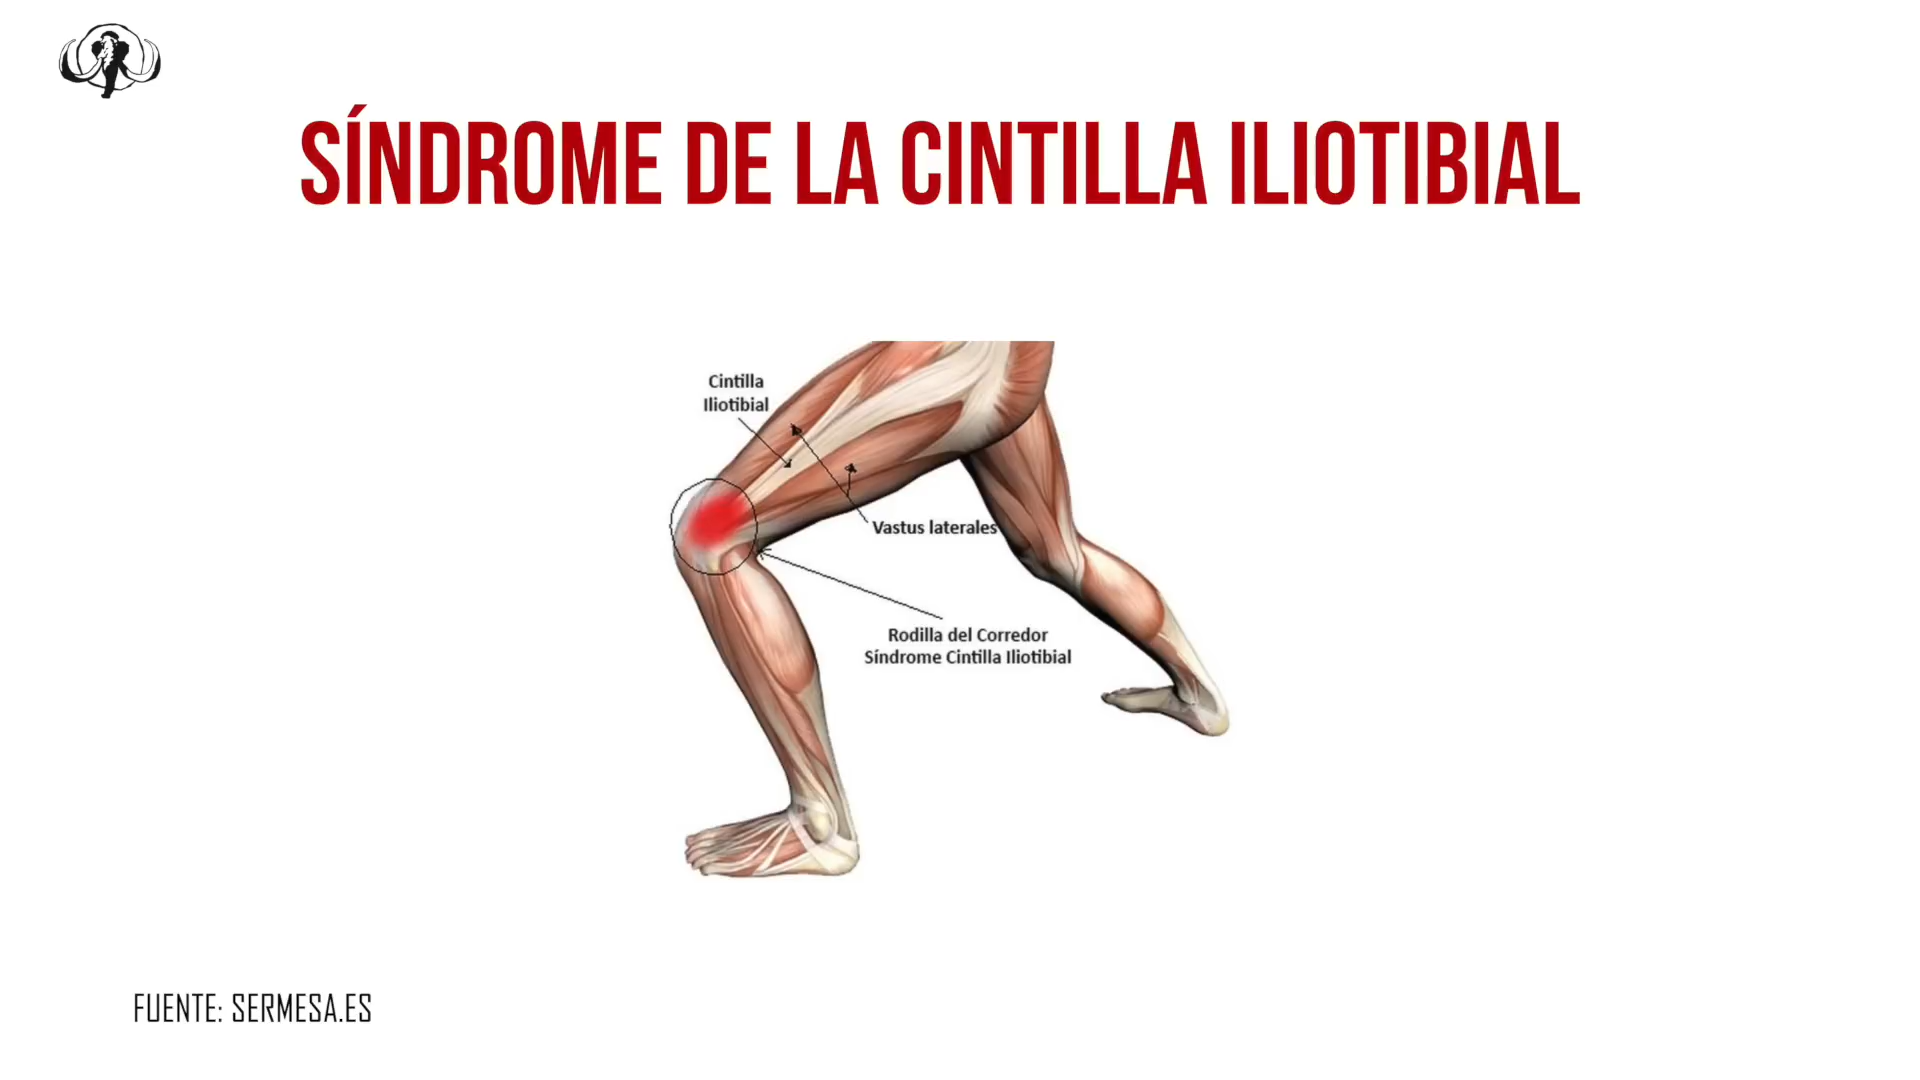 SÍNDROME DE LA CINTILLA ILIOTIBIAL
Cintilla
Iliotibial
Vastus laterales
Rodilla del Corredor
Síndrome Cintilla Iliotibial
FUENTE: SERMESA.ES